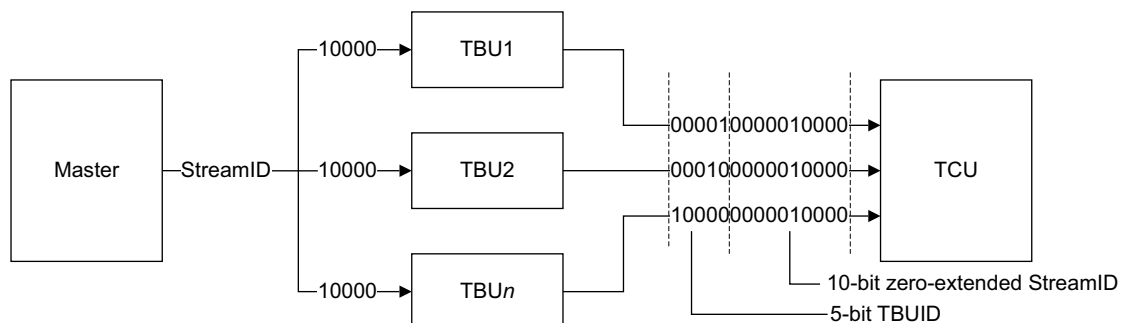 10000
TBU1
000010000010000
Master
StreamID
10000
TBU2
000100000010000
TCU
100000000010000
10000
TBUn
10-bit zero-extended StreamID
5-bit TBUID